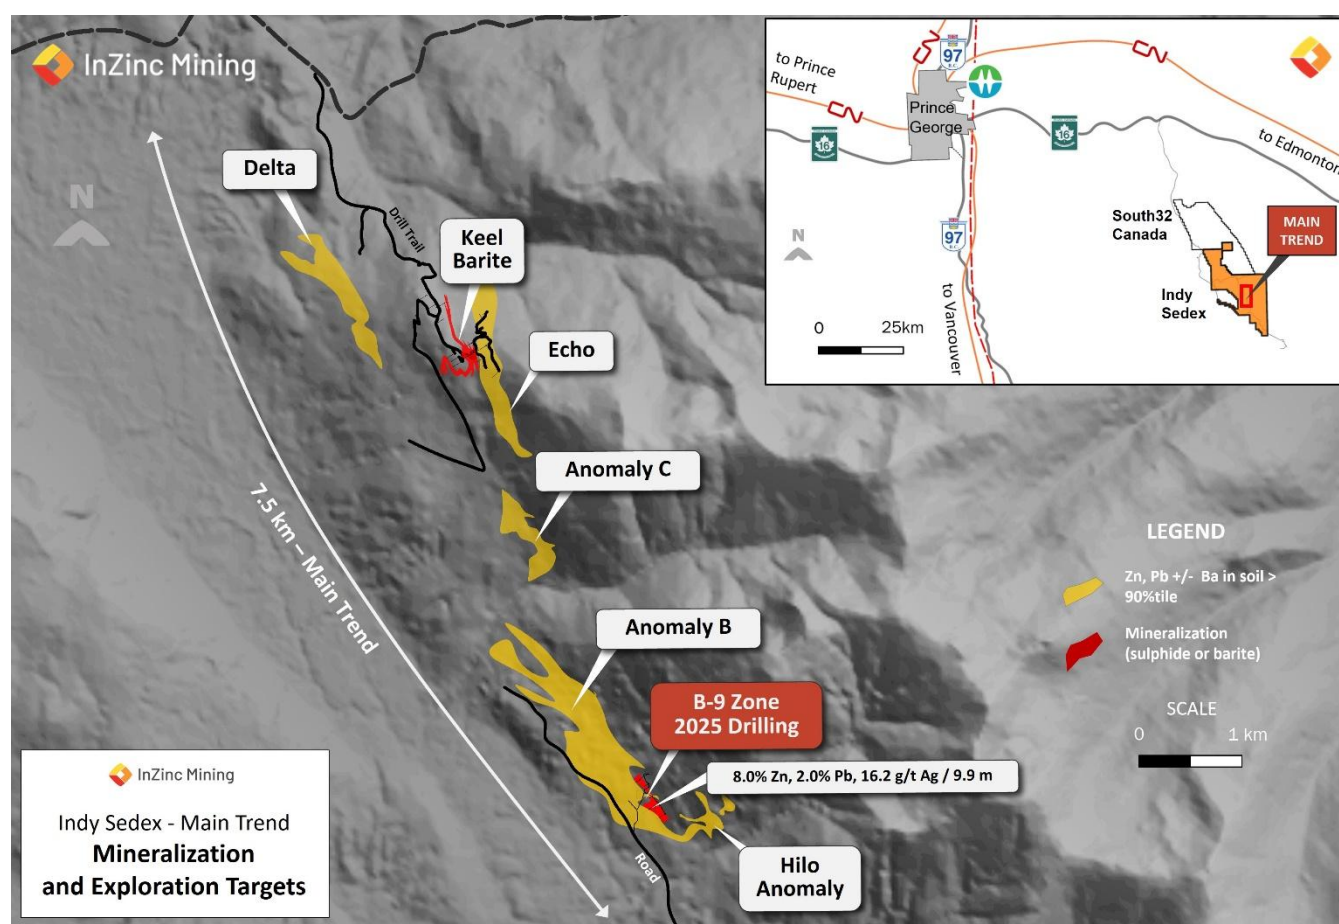 InZinc Mining
N
Delta
Drill Trail
Keel
Barite
Echo
Anomaly C
7.5 km – Main Trend
Anomaly B
B-9 Zone
2025 Drilling
8.0% Zn, 2.0% Pb, 16.2 g/t Ag / 9.9 m
Hilo
Anomaly
Road
to Prince
Rupert
CN
97
B.C.
CN
CN
Prince
George
16
16
to Edmonton
South32
Canada
MAIN
TREND
97
B.C.
N
Indy
Sedex
to Vancouver
0 25km
LEGEND
Zn, Pb +/- Ba in soil >
90%tile
Mineralization
(sulphide or barite)
SCALE
0 1 km
InZinc Mining
Indy Sedex - Main Trend
Mineralization
and Exploration Targets